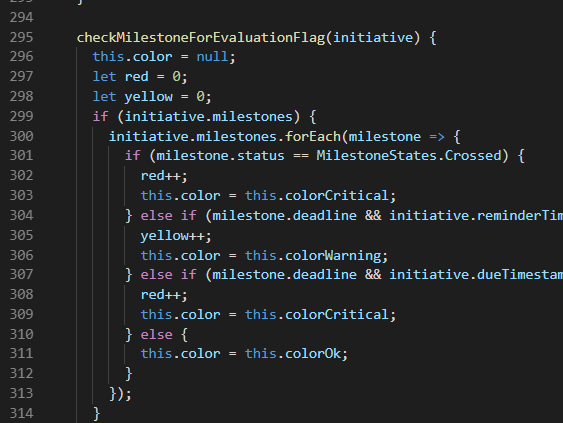 293 }
294
295 checkMilestoneForEvaluationFlag(initiative) {
296 this.color = null;
297 let red = 0;
298 let yellow = 0;
299 if (initiative.milestones) {
300 initiative.milestones.forEach(milestone => {
301 if (milestone.status == MilestoneStates.Crossed) {
302 red++;
303 this.color = this.colorCritical;
304 } else if (milestone.deadline && initiative.reminderTim
305 yellow++;
306 this.color = this.colorWarning;
307 } else if (milestone.deadline && initiative.dueTimestam
308 red++;
309 this.color = this.colorCritical;
310 } else {
311 this.color = this.colorOk;
312 }
313 });
314 }